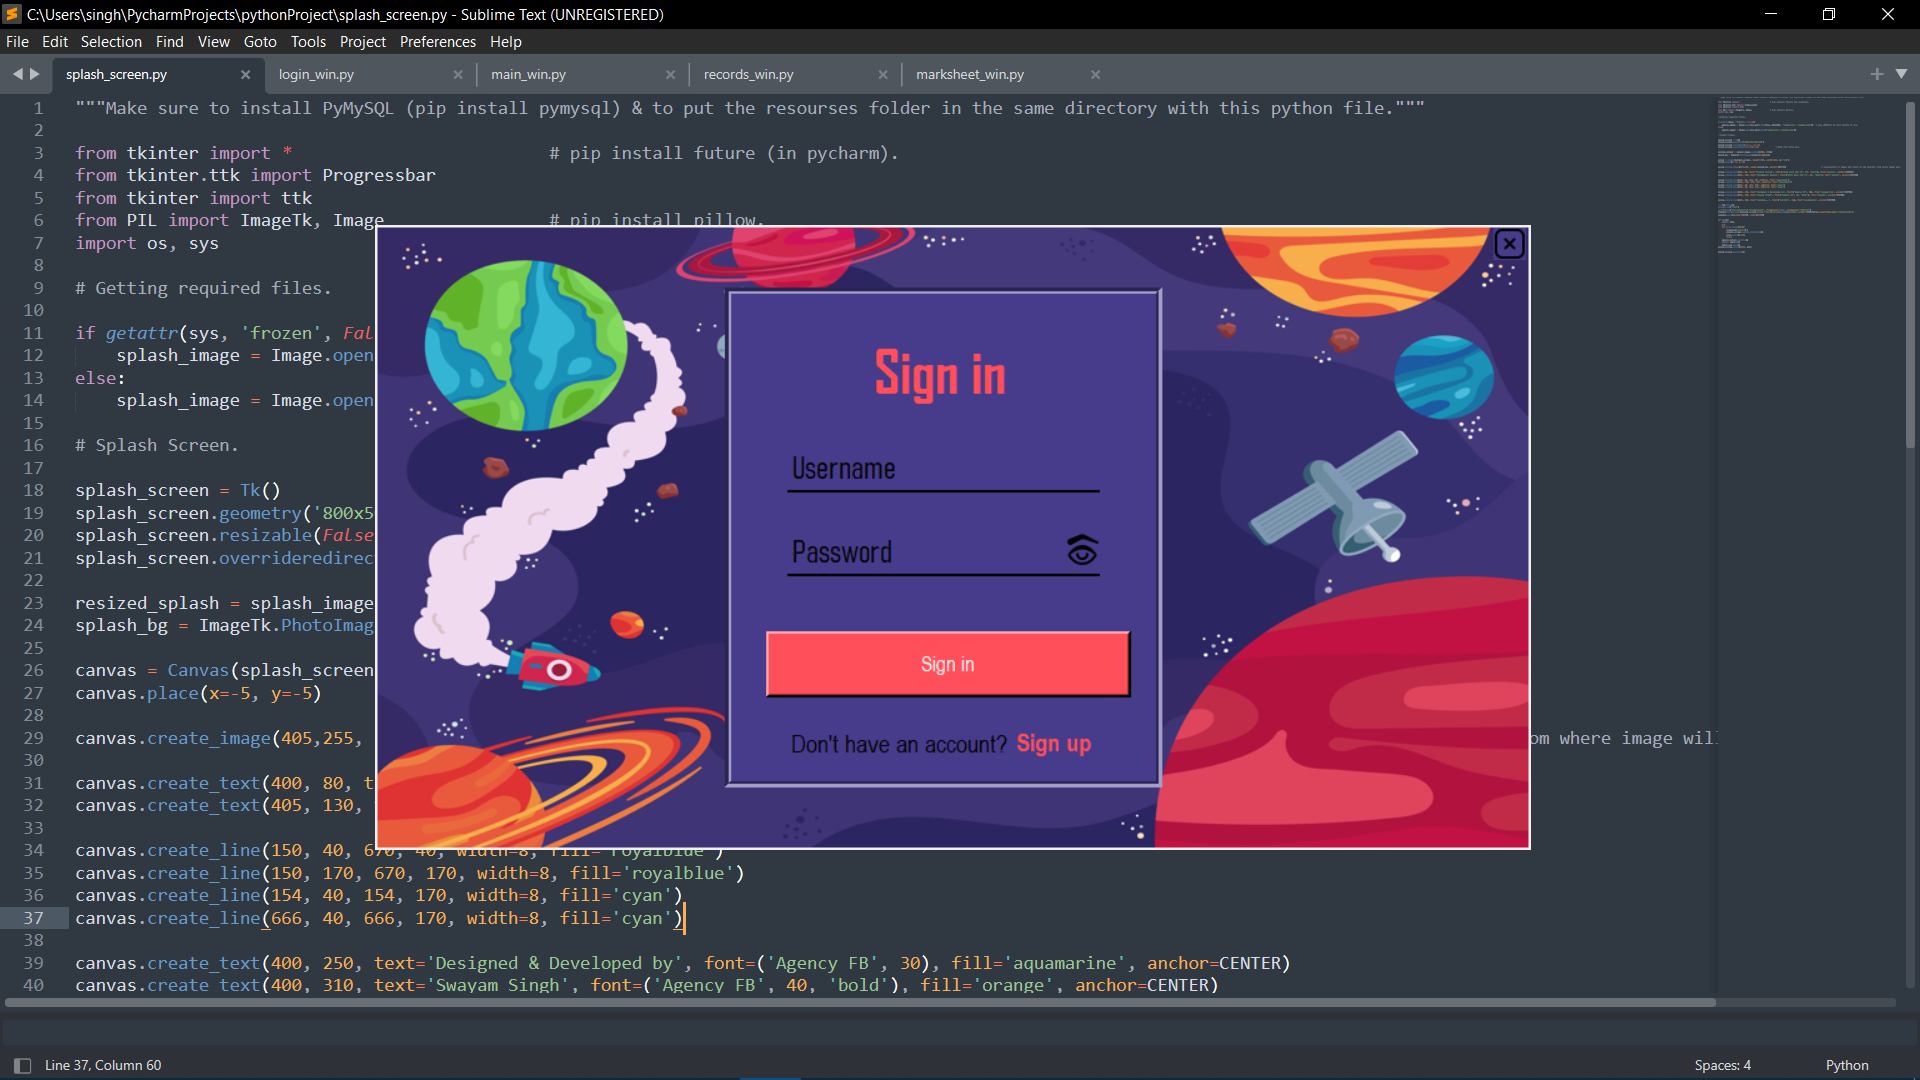 C:\Users\singh\PycharmProjects\pythonProject\splash_screen.py - Sublime Text (UNREGISTERED)
File Edit Selection Find View Goto Tools Project Preferences Help
splash_screen.py login_win.py main_win.py records_win.py marksheet_win.py
1 """Make sure to install PyMySQL (pip install pymysql) & to put the resourses folder in the same directory with this python file."""
2
3 from tkinter import * # pip install future (in pycharm).
4 from tkinter.ttk import Progressbar
5 from tkinter import ttk
6 from PIL import ImageTk, Image # pip install pillow.
7 import os, sys
8
9 # Getting required files.
10
11 if getattr(sys, 'frozen', Fal
12 splash_image = Image.open
13 else:
14 splash_image = Image.open
15
16 # Splash Screen.
17
18 splash_screen = Tk()
19 splash_screen.geometry('800x5
20 splash_screen.resizable(False
21 splash_screen.overrideredirec
22
23 resized_splash = splash_image
24 splash_bg = ImageTk.PhotoImag
25
26 canvas = Canvas(splash_screen
27 canvas.place(x=-5, y=-5)
28
29 canvas.create_image(405,255, om where image wil
30
31 canvas.create_text(400, 80, t
32 canvas.create_text(405, 130,
33
34 canvas.create_line(150, 40, 670, 40, width=8, fill='royalblue')
35 canvas.create_line(150, 170, 670, 170, width=8, fill='royalblue')
36 canvas.create_line(154, 40, 154, 170, width=8, fill='cyan')
37 canvas.create_line(666, 40, 666, 170, width=8, fill='cyan')
38
39 canvas.create_text(400, 250, text='Designed & Developed by', font=('Agency FB', 30), fill='aquamarine', anchor=CENTER)
40 canvas.create_text(400, 310, text='Swayam Singh', font=('Agency FB', 40, 'bold'), fill='orange', anchor=CENTER)
Sign in
Username
Password
Sign in
Don't have an account? Sign up
Line 37, Column 60 Spaces: 4 Python